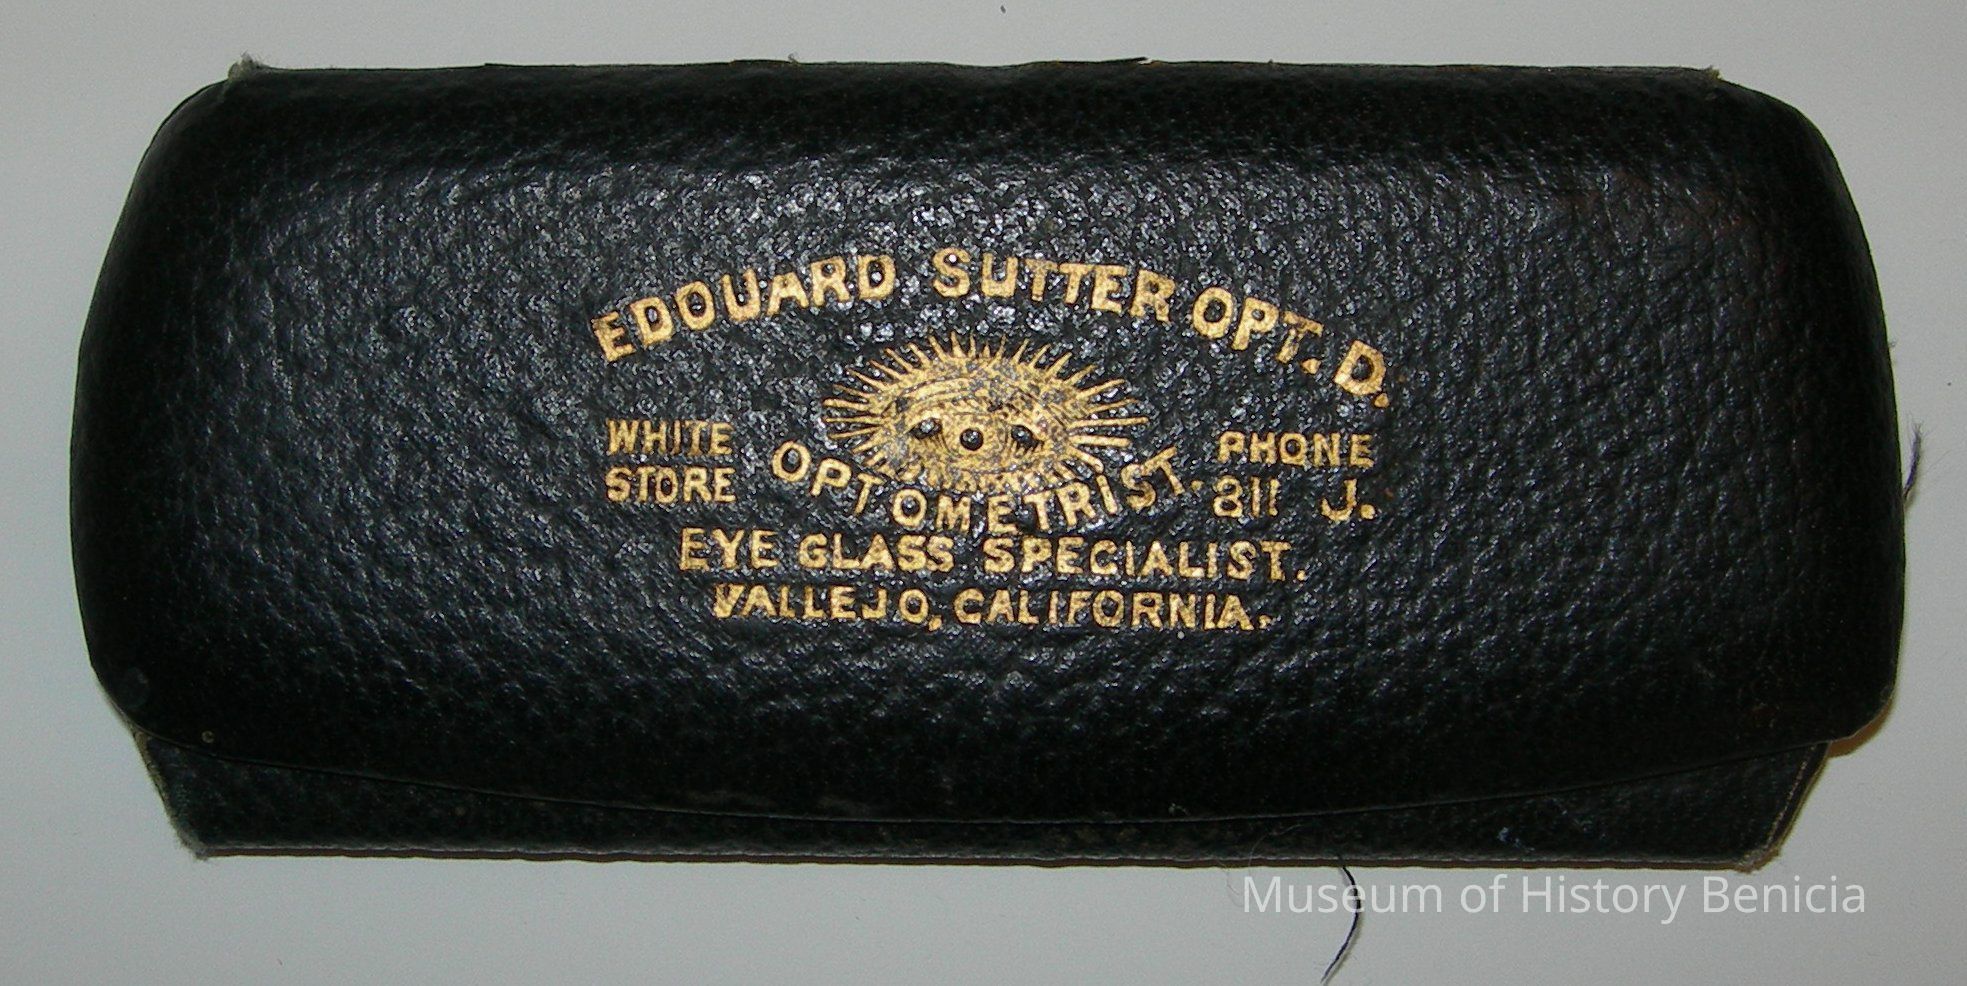 EDOUARD SUTTER OPT. D.
WHITE
STORE
OPTOMETRIST.
PHONE
811 J.
EYE GLASS SPECIALIST.
VALLEJO, CALIFORNIA.
Museum of History Benicia